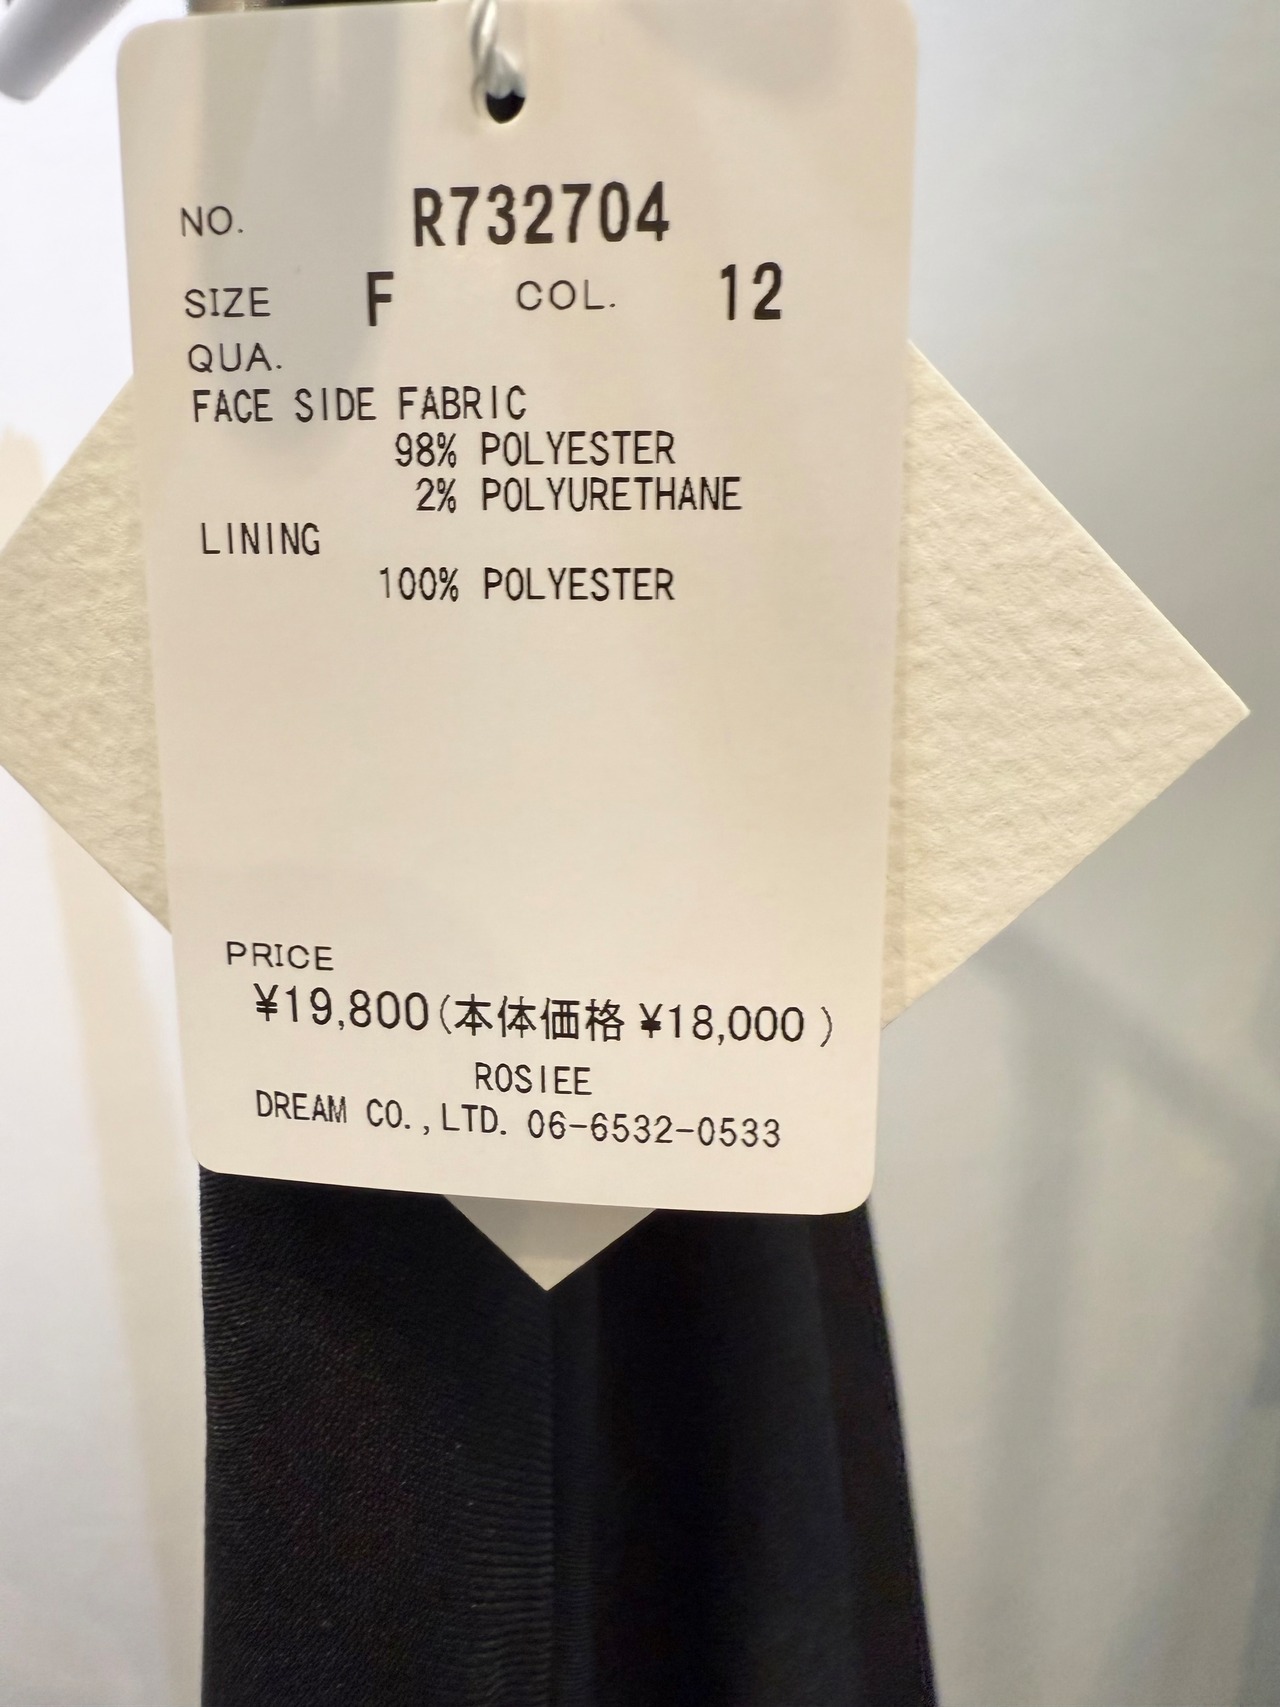 NO. R732704
SIZE F COL. 12
QUA.
FACE SIDE FABRIC
98% POLYESTER
2% POLYURETHANE
LINING
100% POLYESTER
PRICE
¥19,800(本体価格 ¥18,000 )
ROSIEE
DREAM CO.,LTD. 06-6532-0533